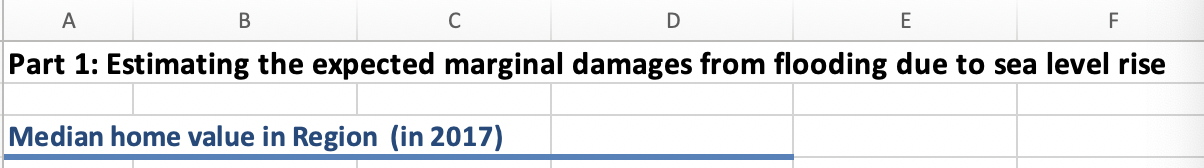 A B C D E F
Part 1: Estimating the expected marginal damages from flooding due to sea level rise
Median home value in Region (in 2017)